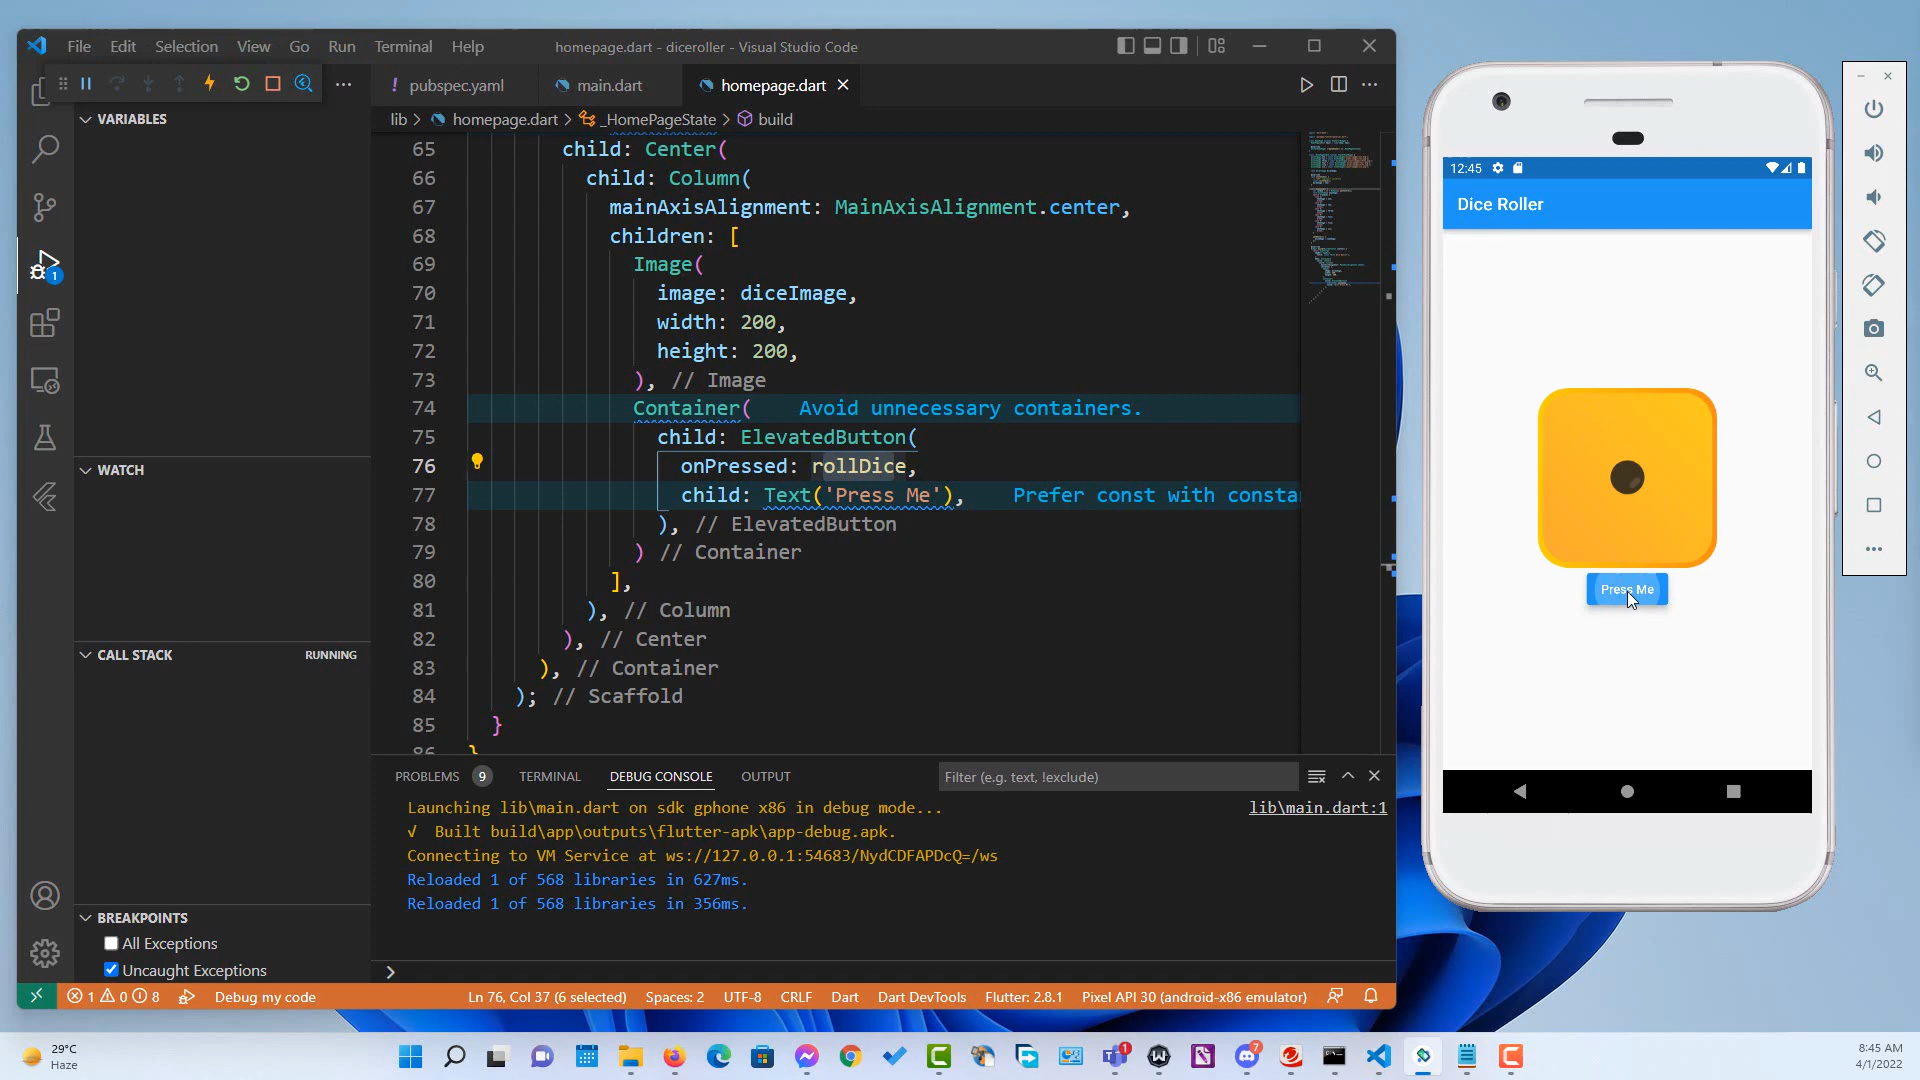 File Edit Selection View Go Run Terminal Help
homepage.dart - diceroller - Visual Studio Code
pubspec.yaml
main.dart
homepage.dart
lib > homepage.dart > _HomePageState > build
VARIABLES
WATCH
CALL STACK RUNNING
BREAKPOINTS
All Exceptions
Uncaught Exceptions
1
65 child: Center(
66 child: Column(
67 mainAxisAlignment: MainAxisAlignment.center,
68 children: [
69 Image(
70 image: diceImage,
71 width: 200,
72 height: 200,
73 ), // Image
74 Container( Avoid unnecessary containers.
75 child: ElevatedButton(
76 onPressed: rollDice,
77 child: Text('Press Me'), Prefer const with
78 ), // ElevatedButton
79 ) // Container
80 ],
81 ), // Column
82 ), // Center
83 ), // Container
84 ); // Scaffold
85 }
86 }
PROBLEMS 9 TERMINAL DEBUG CONSOLE OUTPUT
Filter (e.g. text, !exclude)
Launching lib\main.dart on sdk gphone x86 in debug mode...
lib\main.dart:1
√ Built build\app\outputs\flutter-apk\app-debug.apk.
Connecting to VM Service at ws://127.0.0.1:54683/NydCDFAPDcQ=/ws
Reloaded 1 of 568 libraries in 627ms.
Reloaded 1 of 568 libraries in 356ms.
>
1 0 8 Debug my code
Ln 76, Col 37 (6 selected) Spaces: 2 UTF-8 CRLF Dart Dart DevTools Flutter: 2.8.1 Pixel API 30 (android-x86 emulator)
12:45
Dice Roller
Press Me
29°C
Haze
1
7
8:45 AM
4/1/2022